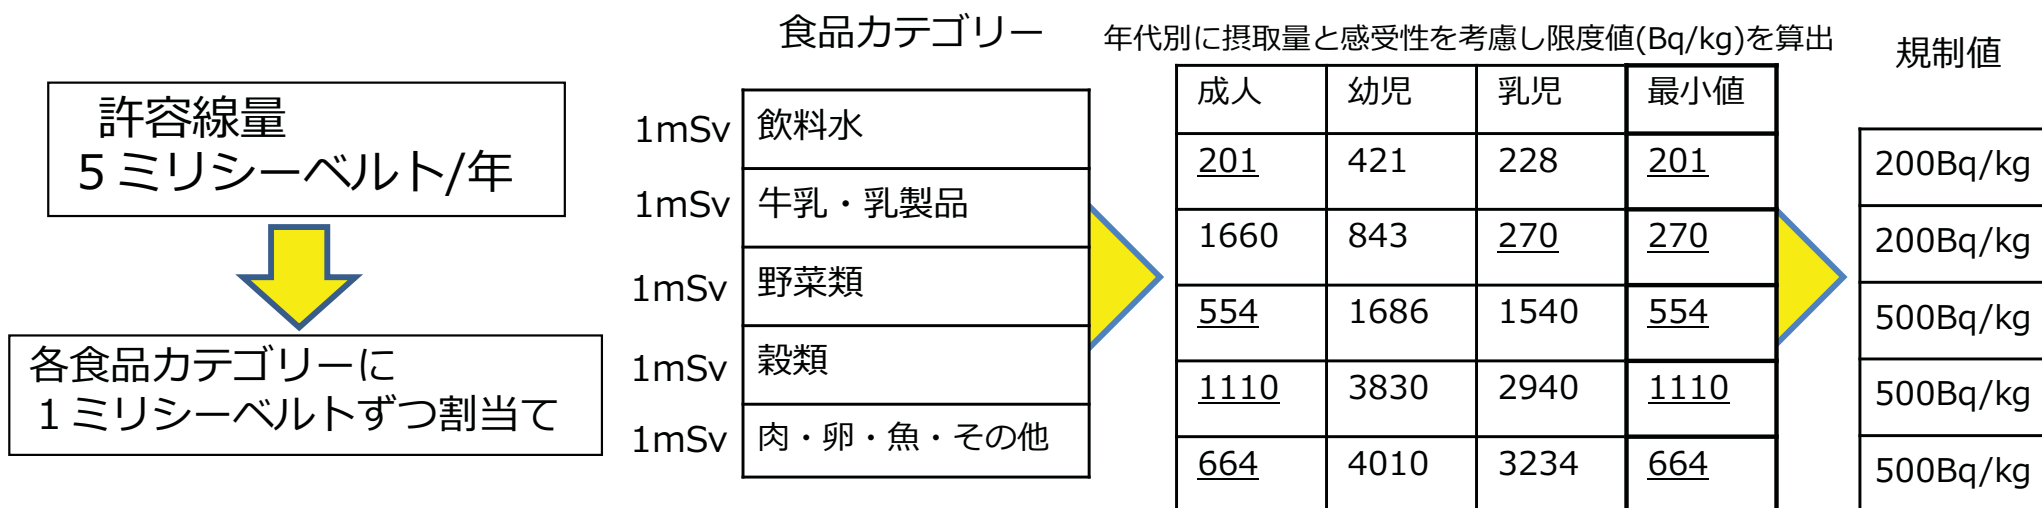 食品カテゴリー
年代別に摂取量と感受性を考慮し限度値(Bq/kg)を算出
規制値
許容線量
5ミリシーベルト/年
各食品カテゴリーに
1ミリシーベルトずつ割当て
1mSv 飲料水
1mSv 牛乳・乳製品
1mSv 野菜類
1mSv 穀類
1mSv 肉・卵・魚・その他
成人 幼児 乳児 最小値
201 421 228 201
1660 843 270 270
554 1686 1540 554
1110 3830 2940 1110
664 4010 3234 664
200Bq/kg
200Bq/kg
500Bq/kg
500Bq/kg
500Bq/kg